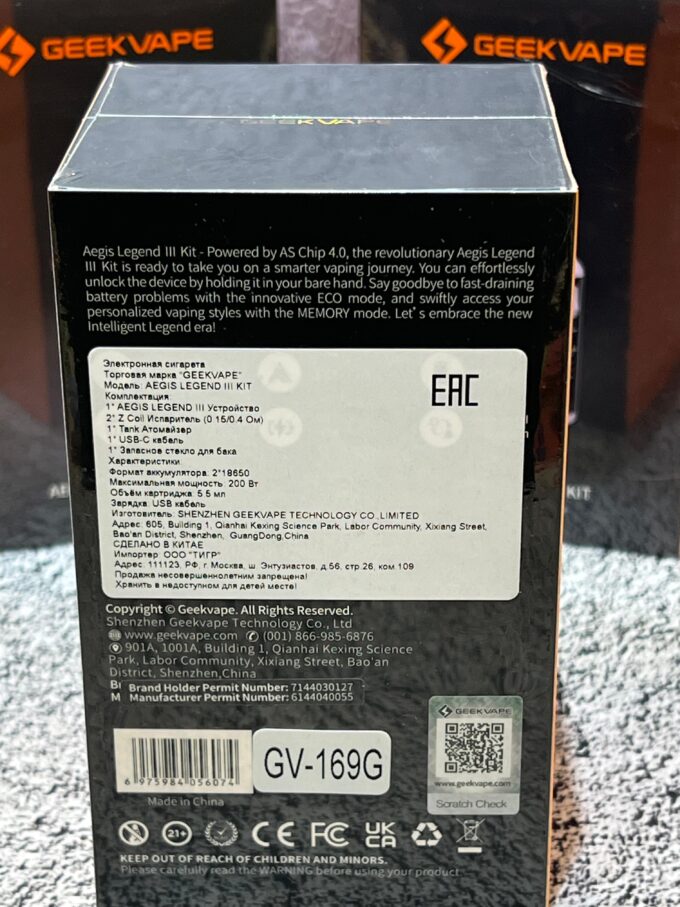 GEEKVAPE
GEEKVAPE
GEEKVAPE
Aegis Legend III Kit - Powered by AS Chip 4.0, the revolutionary Aegis Legend
III Kit is ready to take you on a smarter vaping journey. You can effortlessly
unlock the device by holding it in your bare hand. Say goodbye to fast-draining
battery problems with the innovative ECO mode, and swiftly access your
personalized vaping styles with the MEMORY mode. Let's embrace the new
Intelligent Legend era!
Электронная сигарета
Торговая марка "GEEKVAPE"
Модель: AEGIS LEGEND III KIT
Комплектация:
1* AEGIS LEGEND III Устройство
2* Z Coil Испаритель (0.15/0.4 Ом)
1* Tank Атомайзер
1* USB-C кабель
1* Запасное стекло для бака
Характеристики:
Формат аккумулятора: 2*18650
Максимальная мощность: 200 Вт
Объём картриджа: 5.5 мл
Зарядка: USB кабель
Изготовитель: SHENZHEN GEEKVAPE TECHNOLOGY CO.,LIMITED
Адрес: 605, Building 1, Qianhai Kexing Science Park, Labor Community, Xixiang Street,
Bao'an District, Shenzhen, GuangDong,China
СДЕЛАНО В КИТАЕ
Импортер: ООО "ТИГР"
Адрес: 111123, РФ, г.Москва, ш. Энтузиастов, д.56, стр.26, ком 109
Продажа несовершеннолетним запрещена!
Хранить в недоступном для детей месте!
EAC
KIT
Copyright © Geekvape. All Rights Reserved.
Shenzhen Geekvape Technology Co., Ltd
www.geekvape.com (001) 866-985-6876
901A, 1001A, Building 1, Qianhai Kexing Science
Park, Labor Community, Xixiang Street, Bao'an
District, Shenzhen,China
Brand Holder Permit Number: 7144030127
Manufacturer Permit Number: 6144040055
6 975984 056074
GV-169G
Made in China
GEEKVAPE
www.geekvape.com
Scratch Check
21+
CE FC UK CA
KEEP OUT OF REACH OF CHILDREN AND MINORS.
Please carefully read the WARNING before using your product.